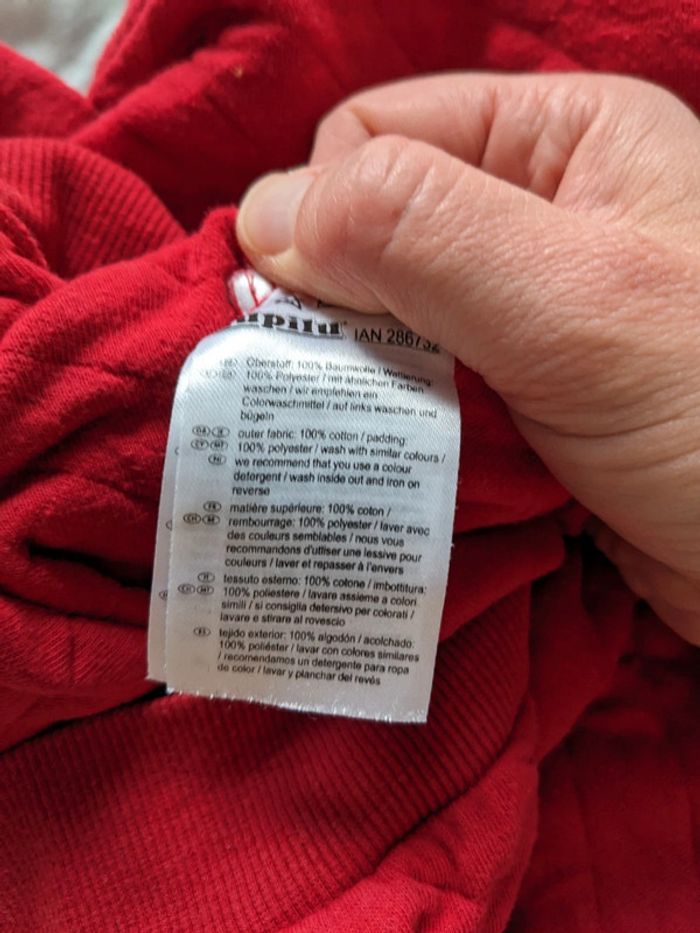 IAN 286732
Oberstoff: 100% Baumwolle / Wattierung:
100% Polyester / mit ähnlichen Farben
waschen / wir empfehlen ein
Colorwaschmittel / auf links waschen und
bügeln
outer fabric: 100% cotton / padding:
100% polyester / wash with similar colours /
we recommend that you use a colour
detergent / wash inside out and iron on
reverse
FR matière supérieure: 100% coton /
rembourrage: 100% polyester / laver avec
des couleurs semblables / nous vous
recommandons d'utiliser une lessive pour
couleurs / laver et repasser à l'envers
IT tessuto esterno: 100% cotone / imbottitura:
CH MT 100% poliestere / lavare assieme a colori
simili / si consiglia detersivo per colorati /
lavare e stirare al rovescio
ES tejido exterior: 100% algodón / acolchado:
100% poliéster / lavar con colores similares
/ recomendamos un detergente para ropa
de color / lavar y planchar del revés